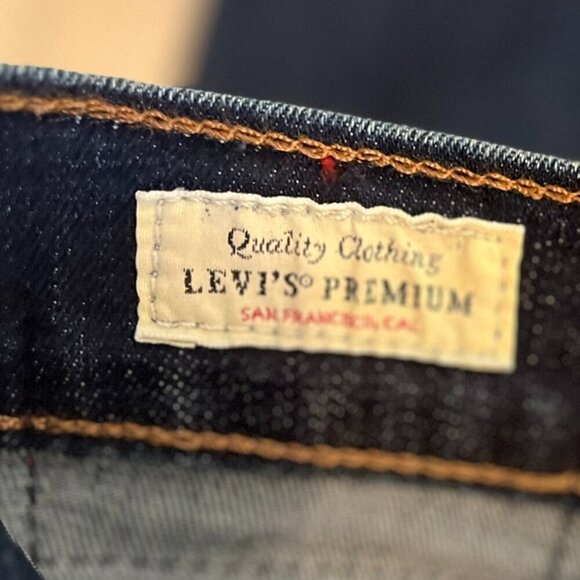 Quality Clothing
LEVI'S® PREMIUM
SAN FRANCISCO, CAL